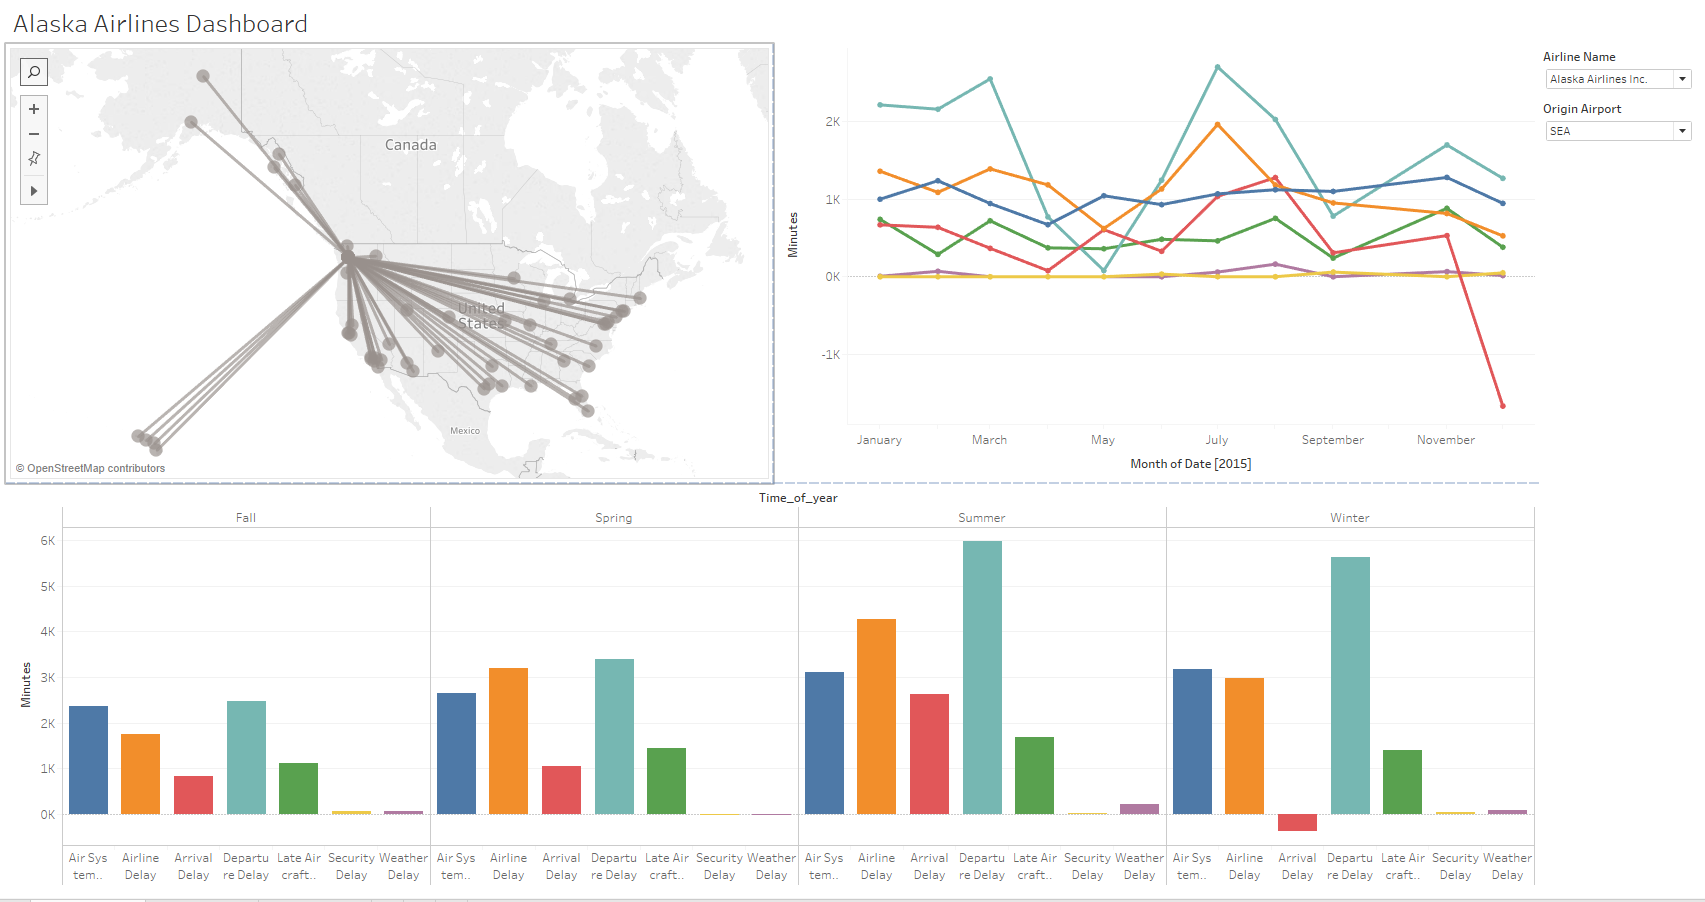 Alaska Airlines Dashboard
Canada
United
States
Mexico
© OpenStreetMap contributors
Minutes
2K
1K
0K
-1K
January
March
May
July
September
November
Month of Date [2015]
Airline Name
Alaska Airlines Inc.
Origin Airport
SEA
Time_of_year
Fall
Spring
Summer
Winter
Minutes
6K
5K
4K
3K
2K
1K
0K
Air Sys
tem..
Airline
Delay
Arrival
Delay
Departu
re Delay
Late Air
craft..
Security
Delay
Weather
Delay
Air Sys
tem..
Airline
Delay
Arrival
Delay
Departu
re Delay
Late Air
craft..
Security
Delay
Weather
Delay
Air Sys
tem..
Airline
Delay
Arrival
Delay
Departu
re Delay
Late Air
craft..
Security
Delay
Weather
Delay
Air Sys
tem..
Airline
Delay
Arrival
Delay
Departu
re Delay
Late Air
craft..
Security
Delay
Weather
Delay